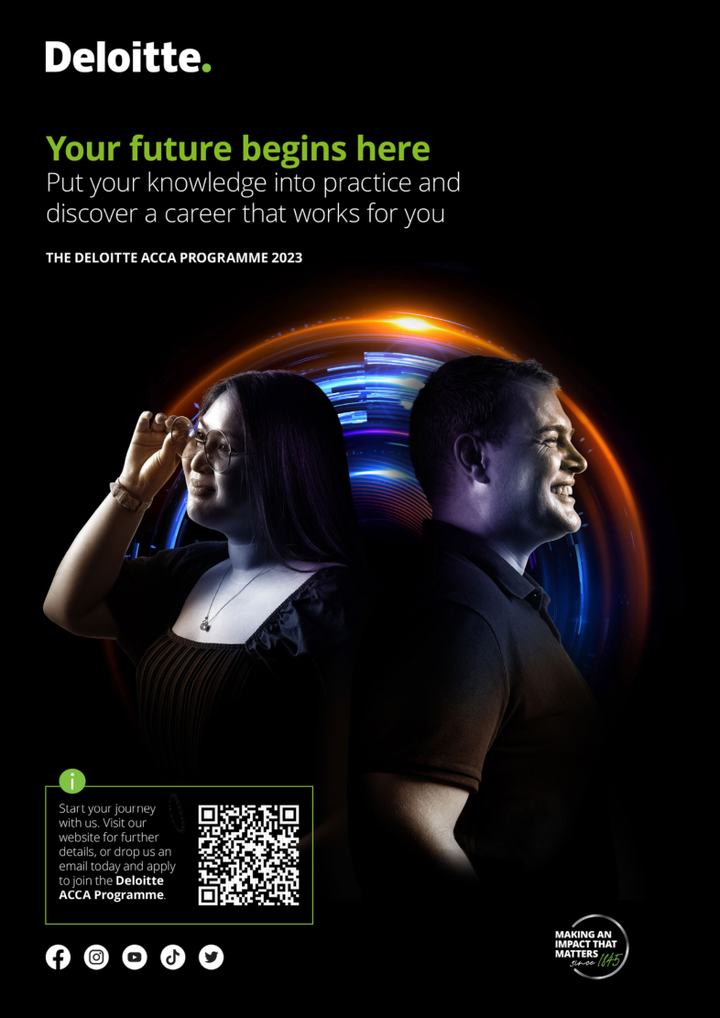 Deloitte.
Your future begins here
Put your knowledge into practice and
discover a career that works for you
THE DELOITTE ACCA PROGRAMME 2023
i
Start your journey
with us. Visit our
website for further
details, or drop us an
email today and apply
to join the Deloitte
ACCA Programme.
MAKING AN
IMPACT THAT
MATTERS
since 1845